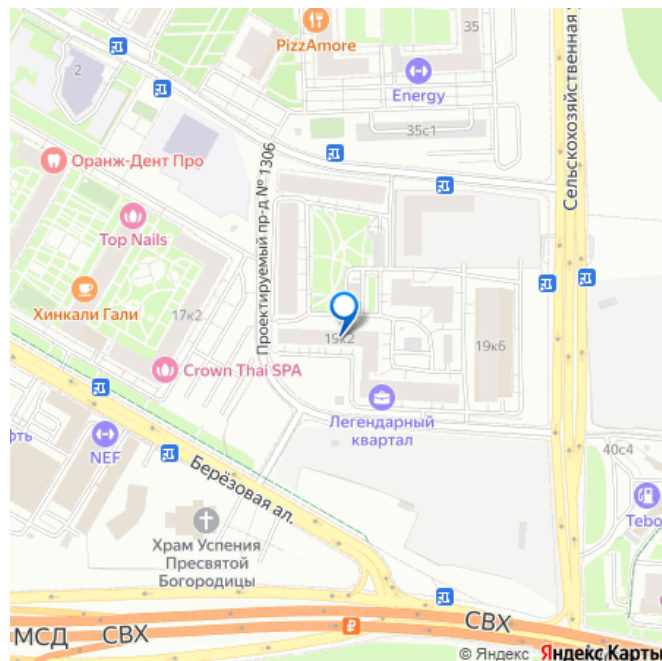 35
PizzAmore
2
Energy
35с1
Сельскохозяйственная
Оранж-Дент Про
Проектируемый пр-д № 1306
Top Nails
Хинкали Гали
17к2
19к2
19к6
Crown Thai SPA
Легендарный
квартал
40с4
NEF
Берёзовая ал.
Tebo
Храм Успения
Пресвятой
Богородицы
СВХ
МСД
СВХ
© Яндекс Яндекс Карты